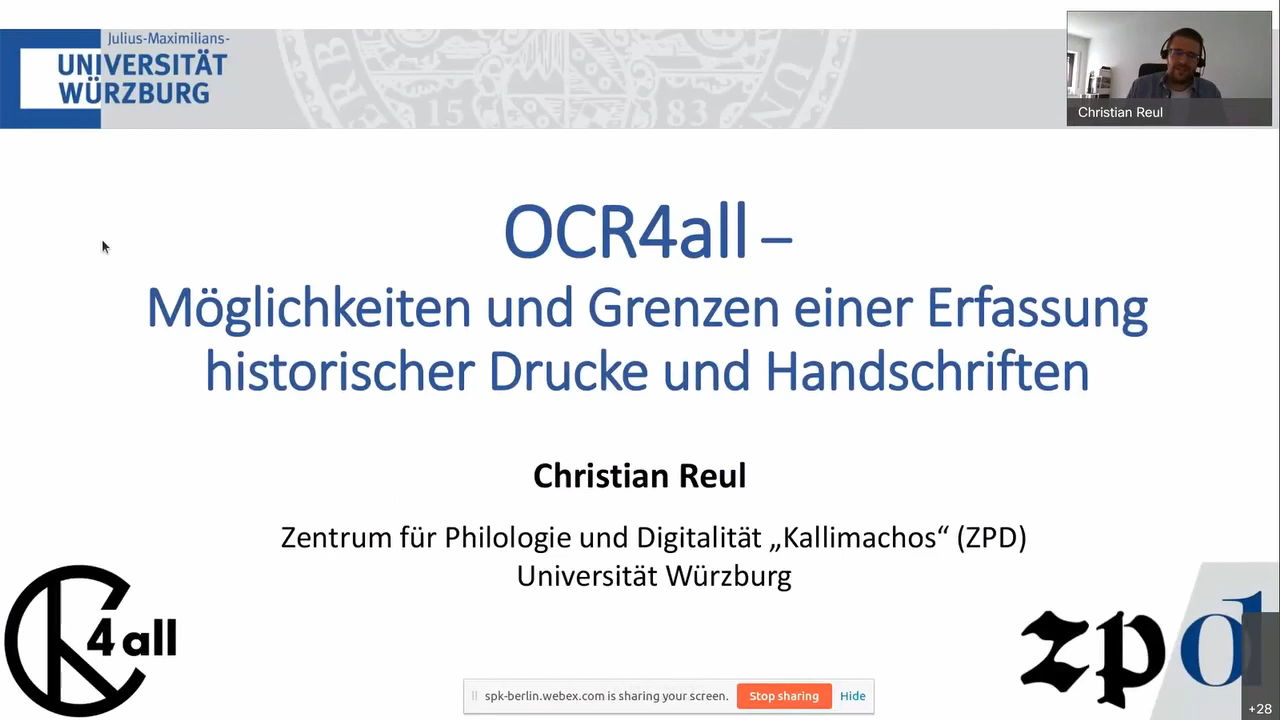 Julius-Maximilians-
UNIVERSITÄT
WÜRZBURG
Christian Reul
OCR4all –
Möglichkeiten und Grenzen einer Erfassung
historischer Drucke und Handschriften
Christian Reul
Zentrum für Philologie und Digitalität „Kallimachos“ (ZPD)
Universität Würzburg
4 all
zpd
spk-berlin.webex.com is sharing your screen.
Stop sharing
Hide
+28